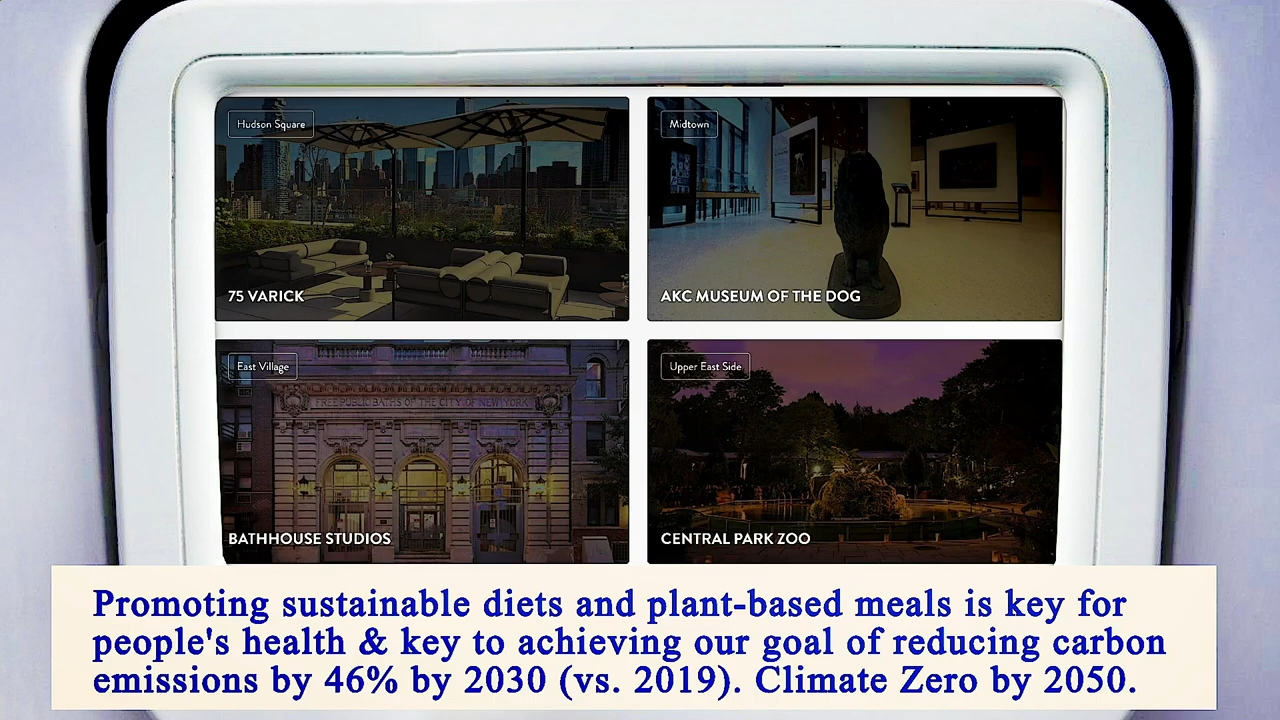 Hudson Square
75 VARICK
Midtown
AKC MUSEUM OF THE DOG
East Village
FREE PUBLIC BATHS OF THE CITY OF NEW YORK
BATHHOUSE STUDIOS
Upper East Side
CENTRAL PARK ZOO
Promoting sustainable diets and plant-based meals is key for
people's health & key to achieving our goal of reducing carbon
emissions by 46% by 2030 (vs. 2019). Climate Zero by 2050.